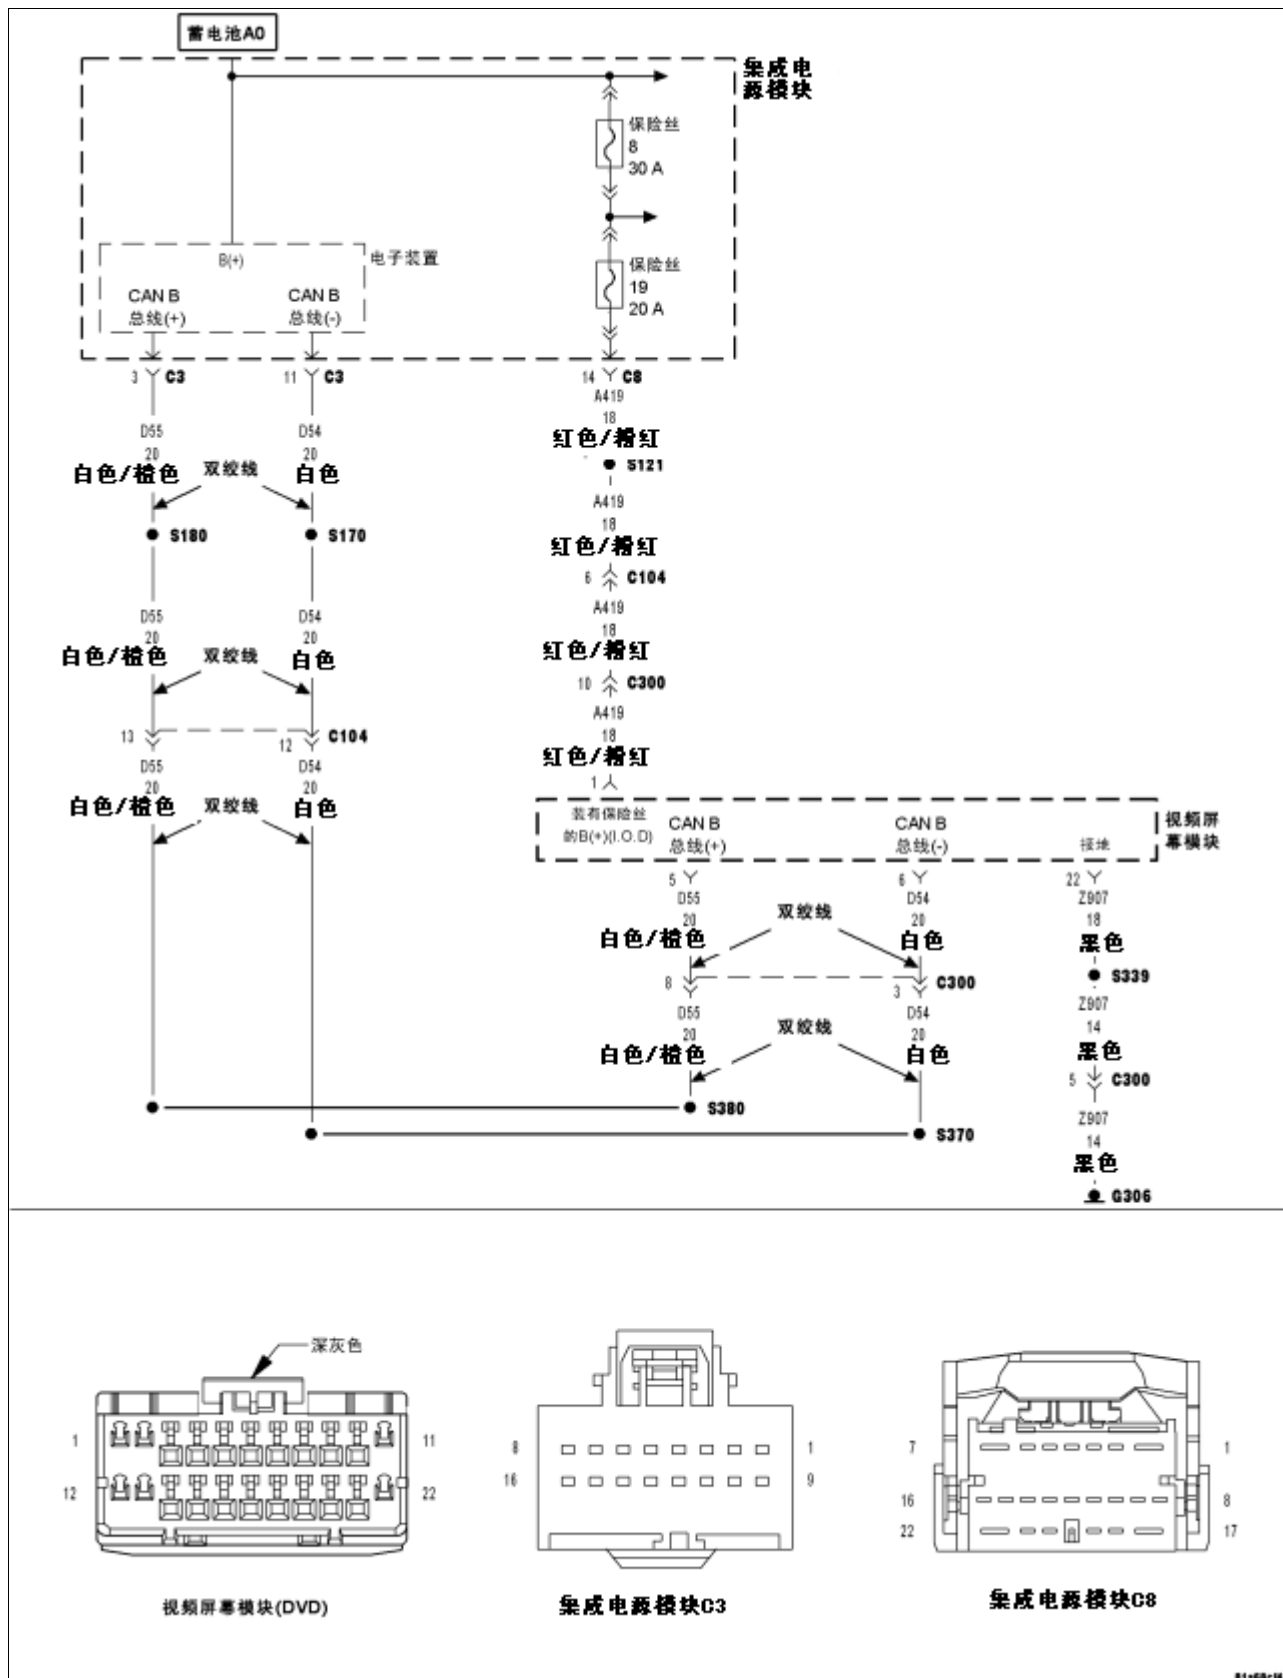 蓄电池A0
集成电
源模块
保险丝
8
30 A
保险丝
19
20 A
B(+)
电子装置
CAN B
总线(+)
CAN B
总线(-)
3 C3
11 C3
14 C8
D55
20
白色/橙色
双绞线
D54
20
白色
A419
18
红色/粉红
S121
A419
18
红色/粉红
S180
S170
6 C104
D55
20
白色/橙色
双绞线
D54
20
白色
A419
18
红色/粉红
10 C300
A419
18
红色/粉红
1
13
12 C104
D55
20
白色/橙色
双绞线
D54
20
白色
装有保险丝
的B(+)(I.O.D)
CAN B
总线(+)
CAN B
总线(-)
接地
视频屏
幕模块
5
6
22
D55
20
白色/橙色
双绞线
D54
20
白色
Z907
18
黑色
S339
8
3 C300
D55
20
白色/橙色
双绞线
D54
20
白色
Z907
14
黑色
5 C300
S380
S370
Z907
14
黑色
G306
深灰色
1
11
12
22
视频屏幕模块(DVD)
8
1
16
9
集成电源模块C3
7
1
16
8
22
17
集成电源模块C8